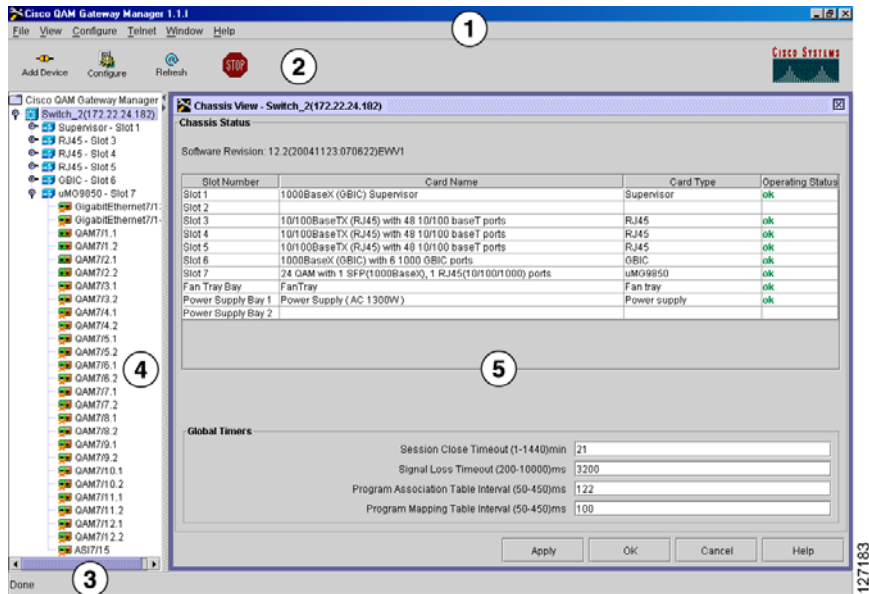 Cisco QAM Gateway Manager 1.1.I
File View Configure Telnet Window Help
1
Add Device Configure Refresh STOP
2
CISCO SYSTEMS
Cisco QAM Gateway Manager
Switch_2(172.22.24.182)
Supervisor - Slot 1
RJ45 - Slot 3
RJ45 - Slot 4
RJ45 - Slot 5
GBIC - Slot 6
uMG9850 - Slot 7
GigabitEthernet7/1
GigabitEthernet7/1
QAM7/1.1
QAM7/1.2
QAM7/2.1
QAM7/2.2
QAM7/3.1
QAM7/3.2
QAM7/4.1
QAM7/4.2
QAM7/5.1
QAM7/5.2
QAM7/6.1
QAM7/6.2
QAM7/7.1
QAM7/7.2
QAM7/8.1
QAM7/8.2
QAM7/9.1
QAM7/9.2
QAM7/10.1
QAM7/10.2
QAM7/11.1
QAM7/11.2
QAM7/12.1
QAM7/12.2
ASI7/15
4
Chassis View - Switch_2(172.22.24.182)
Chassis Status
Software Revision: 12.2(20041123:070622)EWV1
Slot Number Card Name Card Type Operating Status
Slot 1 1000BaseX (GBIC) Supervisor Supervisor ok
Slot 2
Slot 3 10/100BaseTX (RJ45) with 48 10/100 baseT ports RJ45 ok
Slot 4 10/100BaseTX (RJ45) with 48 10/100 baseT ports RJ45 ok
Slot 5 10/100BaseTX (RJ45) with 48 10/100 baseT ports RJ45 ok
Slot 6 1000BaseX (GBIC) with 6 1000 GBIC ports GBIC ok
Slot 7 24 QAM with 1 SFP(1000BaseX), 1 RJ45(10/100/1000) ports uMG9850 ok
Fan Tray Bay FanTray Fan tray ok
Power Supply Bay 1 Power Supply ( AC 1300W ) Power supply ok
Power Supply Bay 2
5
Global Timers
Session Close Timeout (1-1440)min 21
Signal Loss Timeout (200-10000)ms 3200
Program Association Table Interval (50-450)ms 122
Program Mapping Table Interval (50-450)ms 100
Apply OK Cancel Help
Done
3
127183